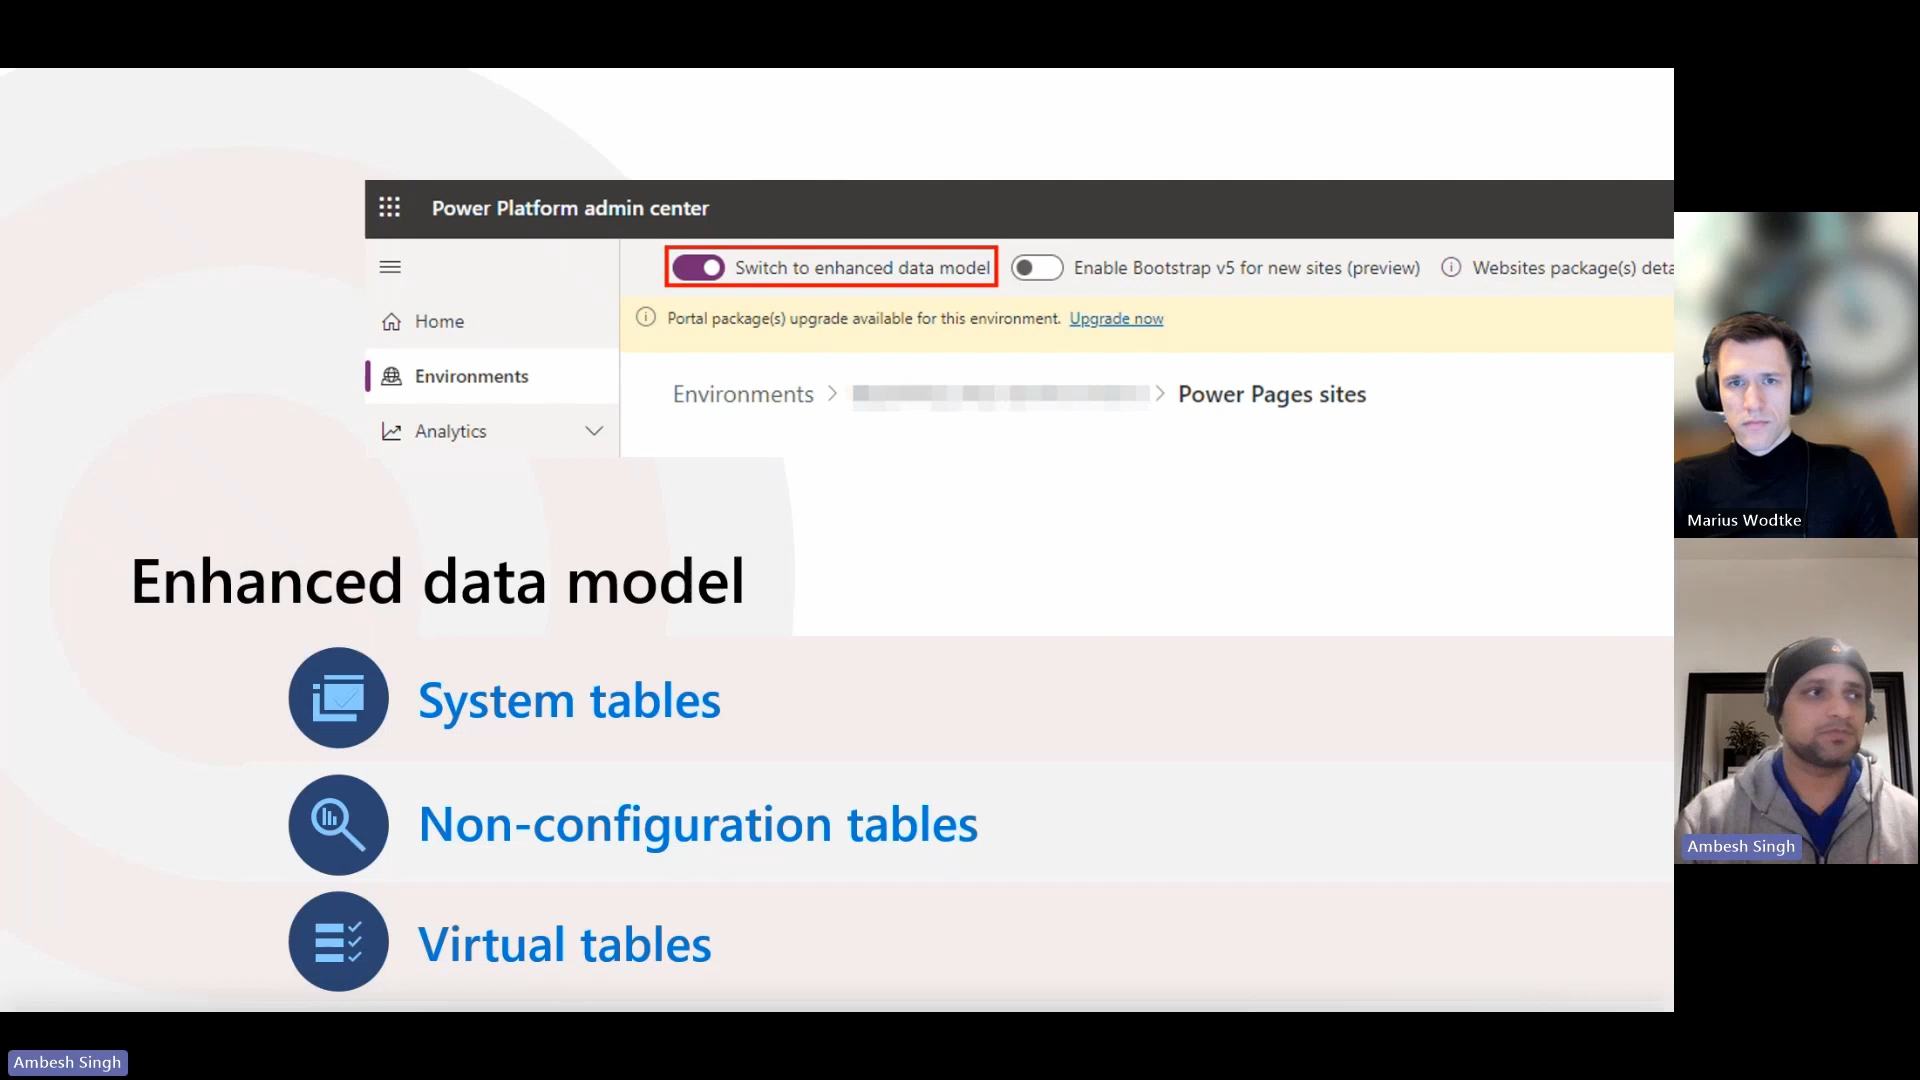 Power Platform admin center
Switch to enhanced data model
Enable Bootstrap v5 for new sites (preview)
Websites package(s) deta
Home
Portal package(s) upgrade available for this environment. Upgrade now
Environments
Environments > > Power Pages sites
Analytics
Enhanced data model
System tables
Non-configuration tables
Virtual tables
Marius Wodtke
Ambesh Singh
Ambesh Singh